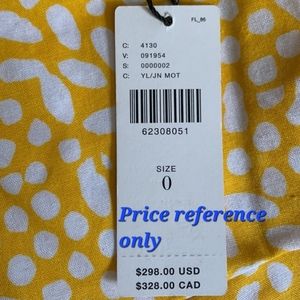 FL_86
C: 4130
V: 091954
S: 0000002
C: YL/JN MOT
62308051
SIZE
0
Price reference
only
$298.00 USD
$328.00 CAD